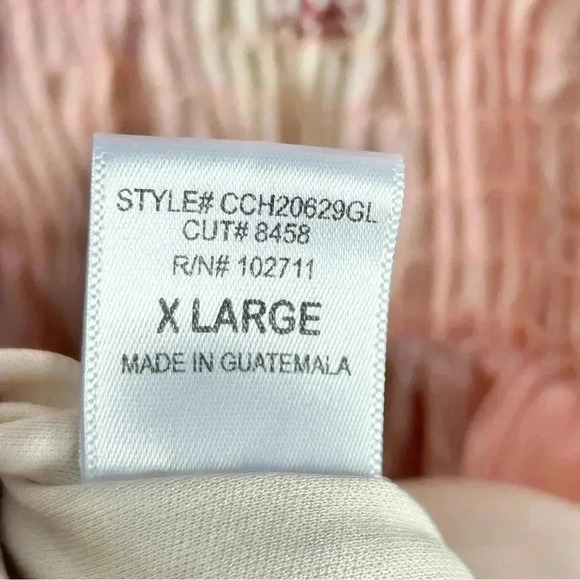 STYLE# CCH20629GL
CUT# 8458
R/N# 102711
X LARGE
MADE IN GUATEMALA